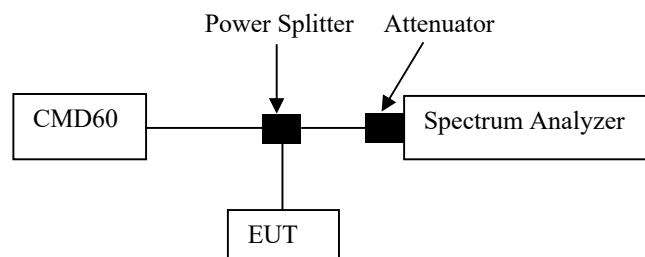 Power Splitter
Attenuator
CMD60
Spectrum Analyzer
EUT